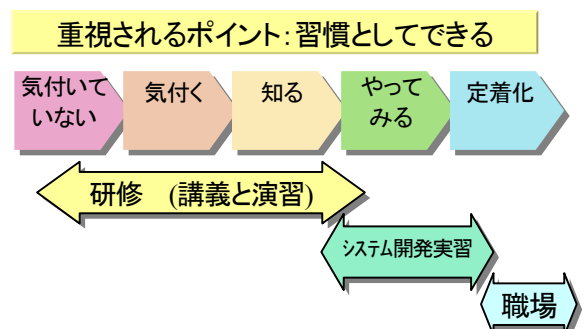 重視されるポイント：習慣としてできる
気付いて
いない
気付く
知る
やって
みる
定着化
研修　(講義と演習)
システム開発実習
職場